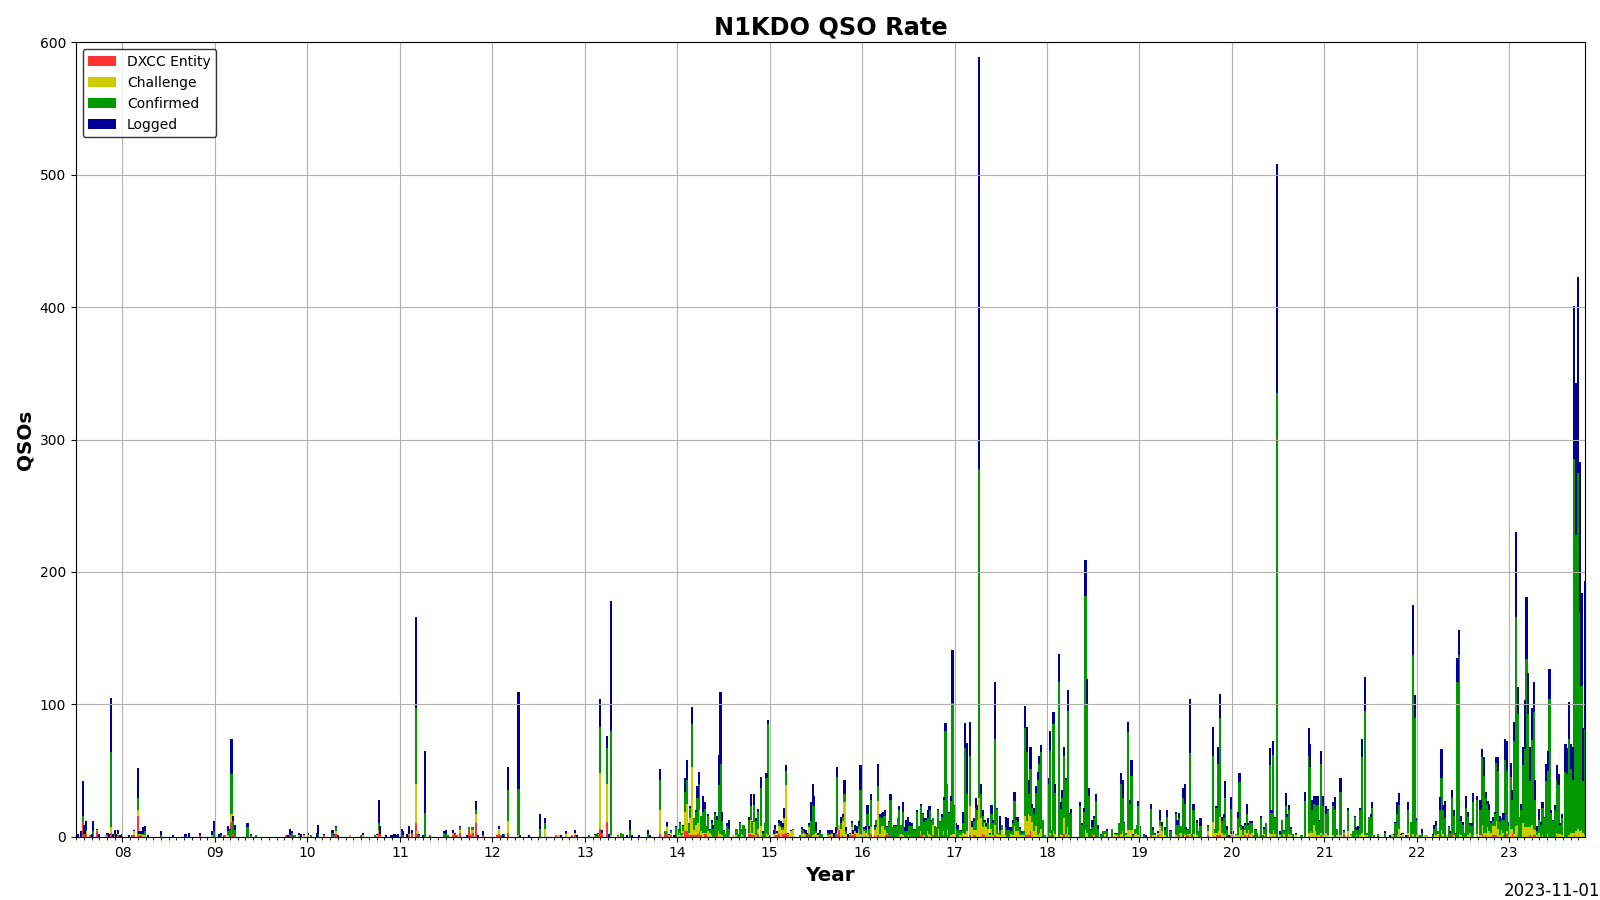 N1KDO QSO Rate
600
500
400
300
200
100
0
QSOs
DXCC Entity
Challenge
Confirmed
Logged
08 09 10 11 12 13 14 15 16 17 18 19 20 21 22 23
Year
2023-11-01